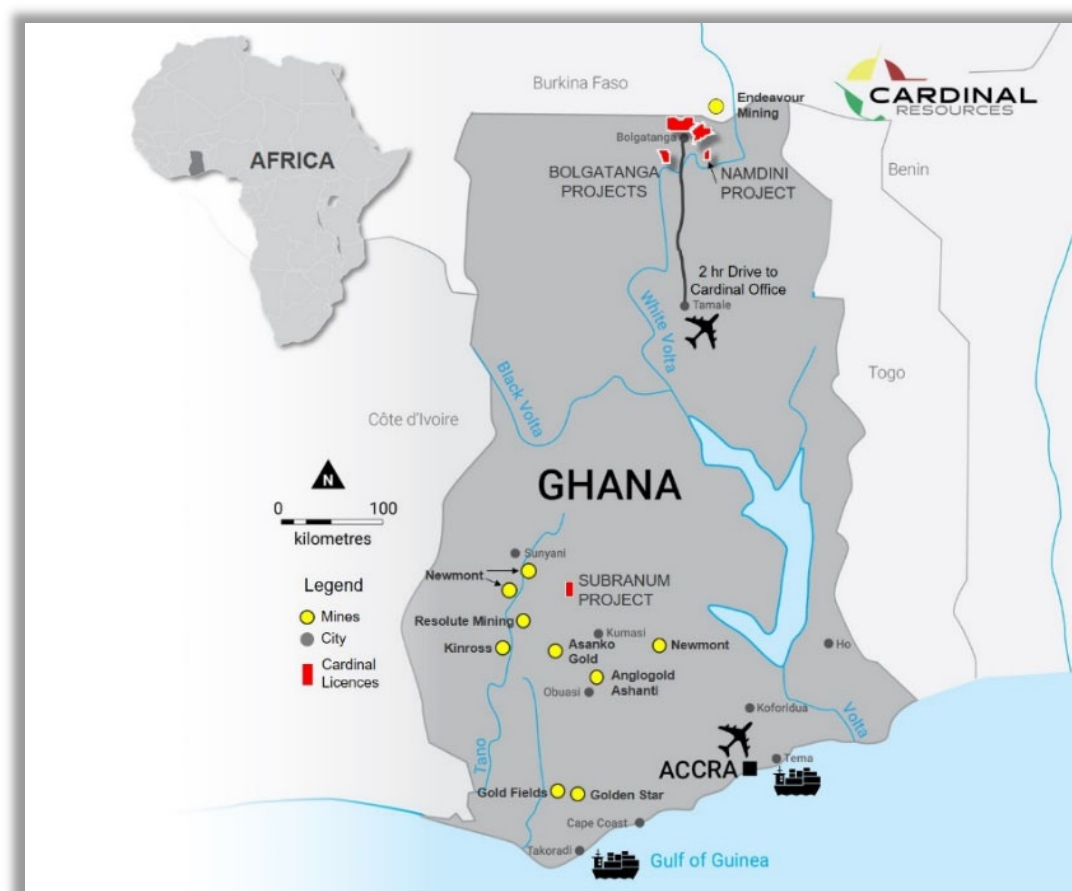 Burkina Faso
Endeavour
Mining
CARDINAL
RESOURCES
Bolgatanga
AFRICA
BOLGATANGA
PROJECTS
NAMDINI
PROJECT
Benin
2 hr Drive to
Cardinal Office
Tamale
White Volta
Black Volta
Togo
Côte d'Ivoire
N
GHANA
0 100
kilometres
Sunyani
Newmont
SUBRANUM
PROJECT
Legend
Mines
City
Cardinal
Licences
Resolute Mining
Kumasi
Kinross
Asanko
Gold
Newmont
Ho
Anglogold
Ashanti
Obuasi
Koforidua
Volta
Tano
ACCRA
Tema
Gold Fields
Golden Star
Cape Coast
Takoradi
Gulf of Guinea